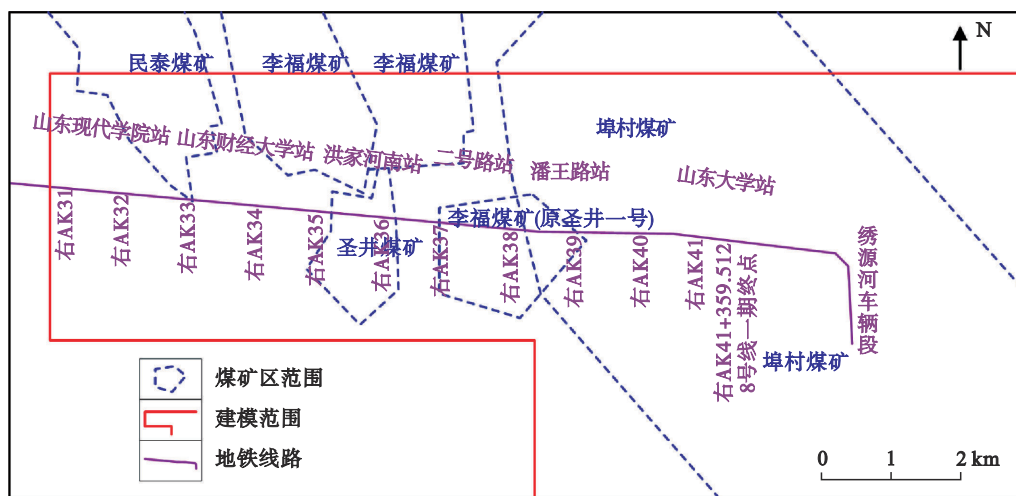 N
民泰煤矿
李福煤矿
李福煤矿
埠村煤矿
山东现代学院站
山东财经大学站
洪家河南站
二号路站
潘王路站
山东大学站
李福煤矿(原圣井一号)
圣井煤矿
右AK31
右AK32
右AK33
右AK34
右AK35
右AK36
右AK37
右AK38
右AK39
右AK40
右AK41
右AK41+359.512
8号线一期终点
绣源河车辆段
埠村煤矿
煤矿区范围
建模范围
地铁线路
0 1 2 km